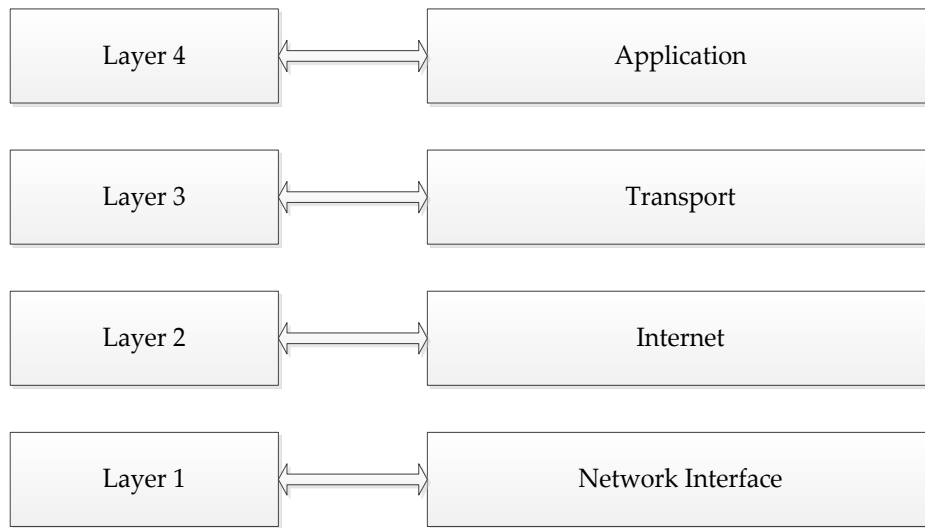 Layer 4
Application
Layer 3
Transport
Layer 2
Internet
Layer 1
Network Interface